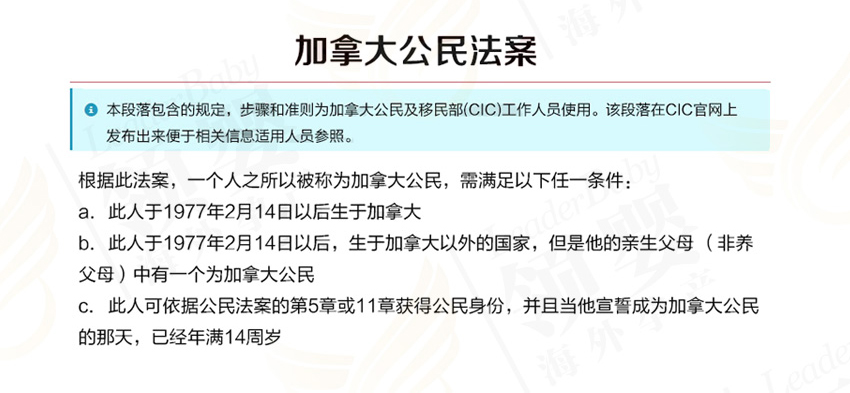 加拿大公民法案
本段落包含的规定，步骤和准则为加拿大公民及移民部(CIC)工作人员使用。该段落在CIC官网上
发布出来便于相关信息适用人员参照。
根据此法案，一个人之所以被称为加拿大公民，需满足以下任一条件：
a. 此人于1977年2月14日以后生于加拿大
b. 此人于1977年2月14日以后，生于加拿大以外的国家，但是他的亲生父母（非养
父母）中有一个为加拿大公民
c. 此人可依据公民法案的第5章或11章获得公民身份，并且当他宣誓成为加拿大公民
的那天，已经年满14周岁
LeaderBaby
LeaderBaby
领婴
海外